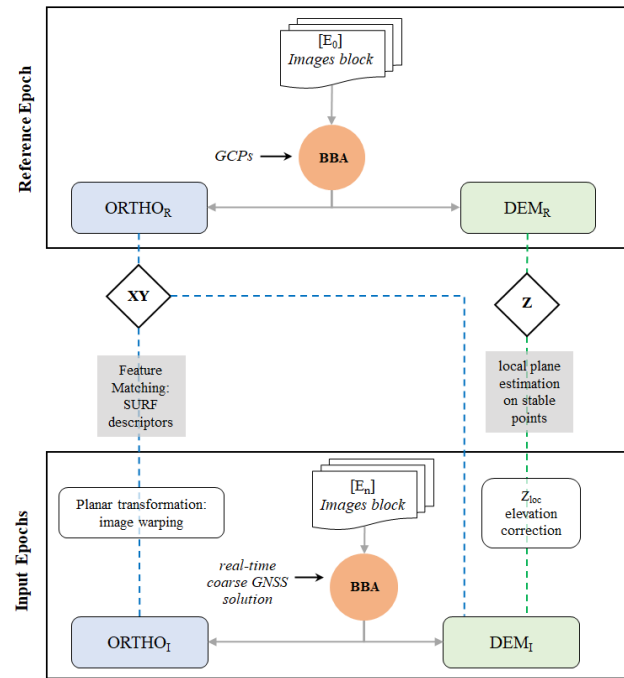 Reference Epoch
[E0]
Images block
GCPs
BBA
ORTHOR
DEMR
XY
Z
Feature
Matching:
SURF
descriptors
local plane
estimation
on stable
points
Input Epochs
[En]
Images block
Planar transformation:
image warping
Zloc
elevation
correction
real-time
coarse GNSS
solution
BBA
ORTHOI
DEMI